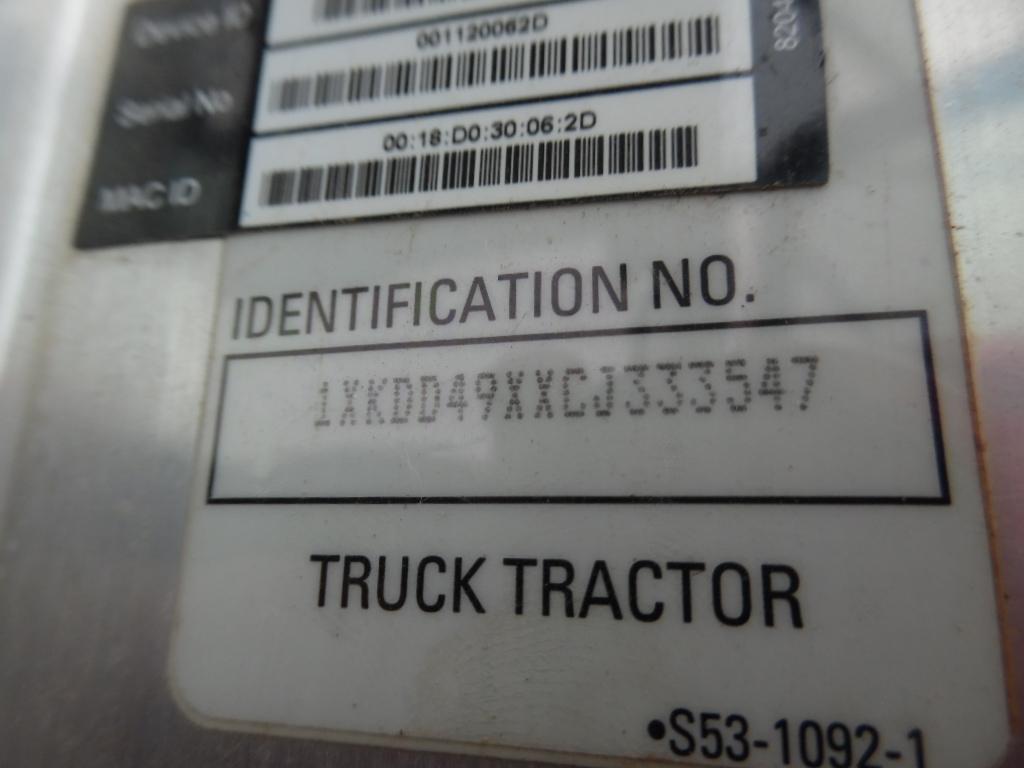 Device ID
001120062D
Serial No
00:18:D0:30:06:2D
MAC ID
8204
IDENTIFICATION NO.
1XKDD49XXCJ333547
TRUCK TRACTOR
•S53-1092-1